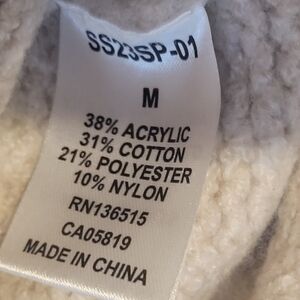 SS23SP-01
M
38% ACRYLIC
31% COTTON
21% POLYESTER
10% NYLON
RN136515
CA05819
MADE IN CHINA